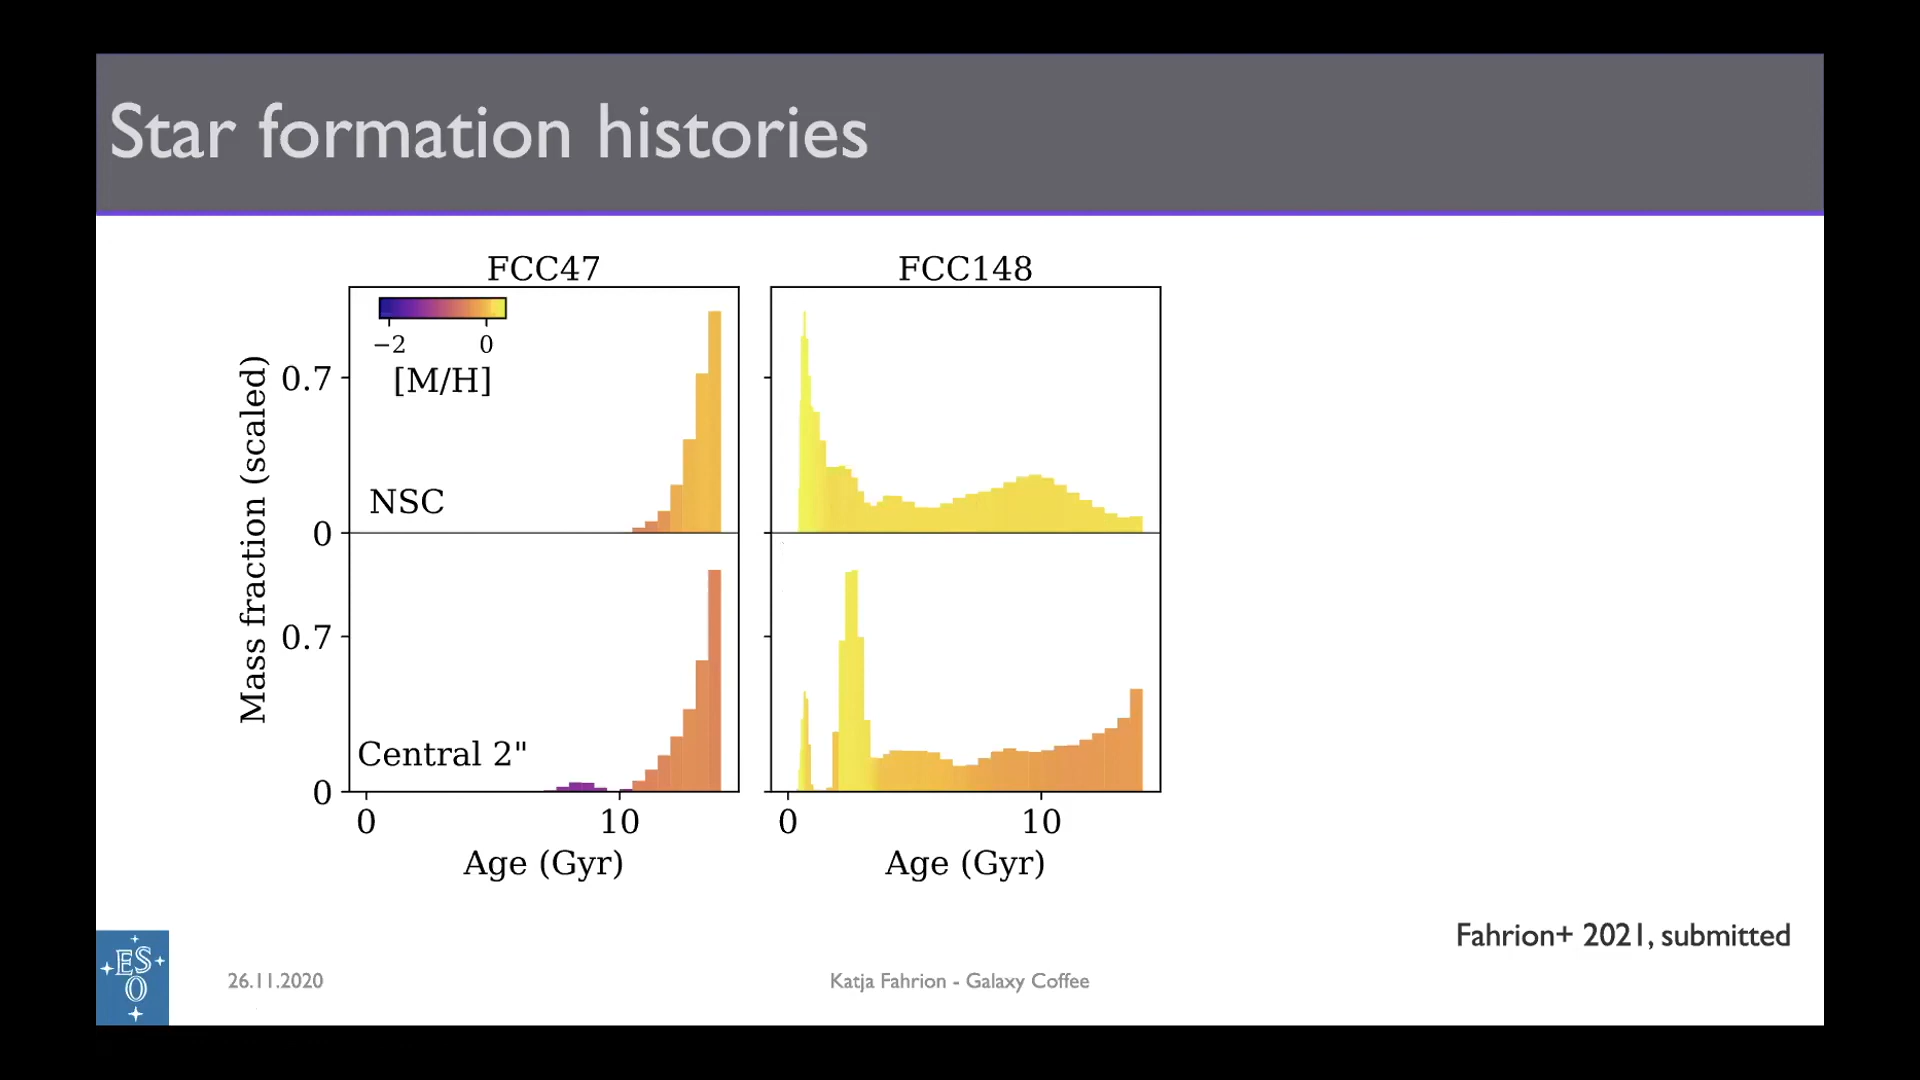 Star formation histories
FCC47
FCC148
−2
0
[M/H]
Mass fraction (scaled)
0.7
NSC
0
0.7
Central 2"
0
0
10
0
10
Age (Gyr)
Age (Gyr)
Fahrion+ 2021, submitted
ES
O
26.11.2020
Katja Fahrion - Galaxy Coffee